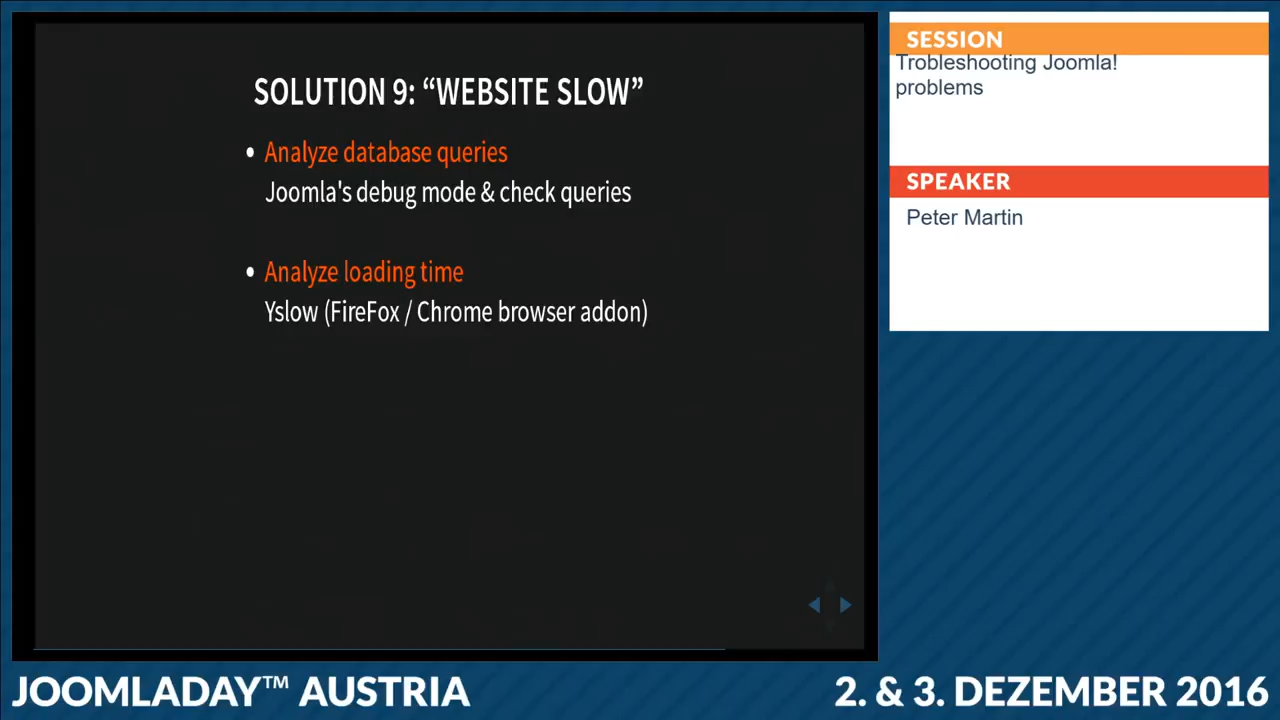 SOLUTION 9: “WEBSITE SLOW”
• Analyze database queries
Joomla's debug mode & check queries
• Analyze loading time
Yslow (FireFox / Chrome browser addon)
SESSION
Trobleshooting Joomla!
problems
SPEAKER
Peter Martin
JOOMLADAY™ AUSTRIA
2. & 3. DEZEMBER 2016